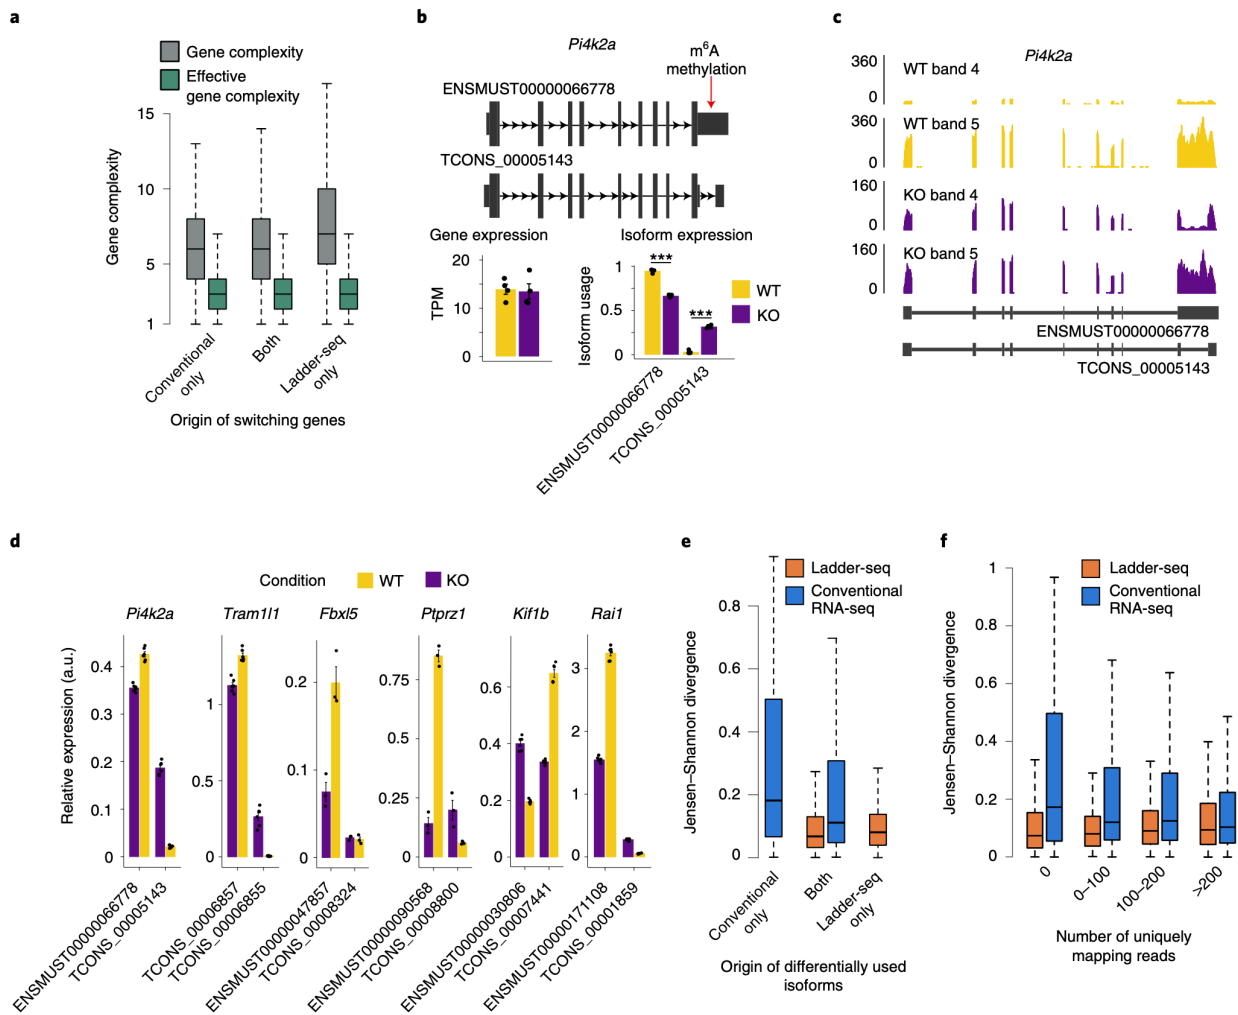 a
Gene complexity
Effective
gene complexity
Gene complexity
15
10
5
1
Conventional
only
Both
Ladder-seq
only
Origin of switching genes
b
Pi4k2a
m6A
methylation
ENSMUST00000066778
TCONS_00005143
Gene expression
TPM
20
10
0
Isoform expression
Isoform usage
1
0.5
0
***
***
WT
KO
ENSMUST00000066778
TCONS_00005143
c
Pi4k2a
360
0
WT band 4
360
0
WT band 5
160
0
KO band 4
160
0
KO band 5
ENSMUST00000066778
TCONS_00005143
d
Condition
WT
KO
Relative expression (a.u.)
Pi4k2a
0.4
0.3
0.2
0.1
0
ENSMUST00000066778
TCONS_00005143
Tram1l1
1
0.5
0
TCONS_00006857
TCONS_00006855
Fbxl5
0.2
0.1
0
ENSMUST00000047857
TCONS_00008324
Ptprz1
0.75
0.5
0.25
0
ENSMUST00000090568
TCONS_00008800
Kif1b
0.6
0.4
0.2
0
ENSMUST00000030806
TCONS_00007441
Rai1
3
2
1
0
ENSMUST00000171108
TCONS_00001859
e
Ladder-seq
Conventional
RNA-seq
Jensen–Shannon divergence
0.8
0.6
0.4
0.2
0
Conventional
only
Both
Ladder-seq
only
Origin of differentially used
isoforms
f
Ladder-seq
Conventional
RNA-seq
Jensen–Shannon divergence
1
0.8
0.6
0.4
0.2
0
0
0–100
100–200
>200
Number of uniquely
mapping reads